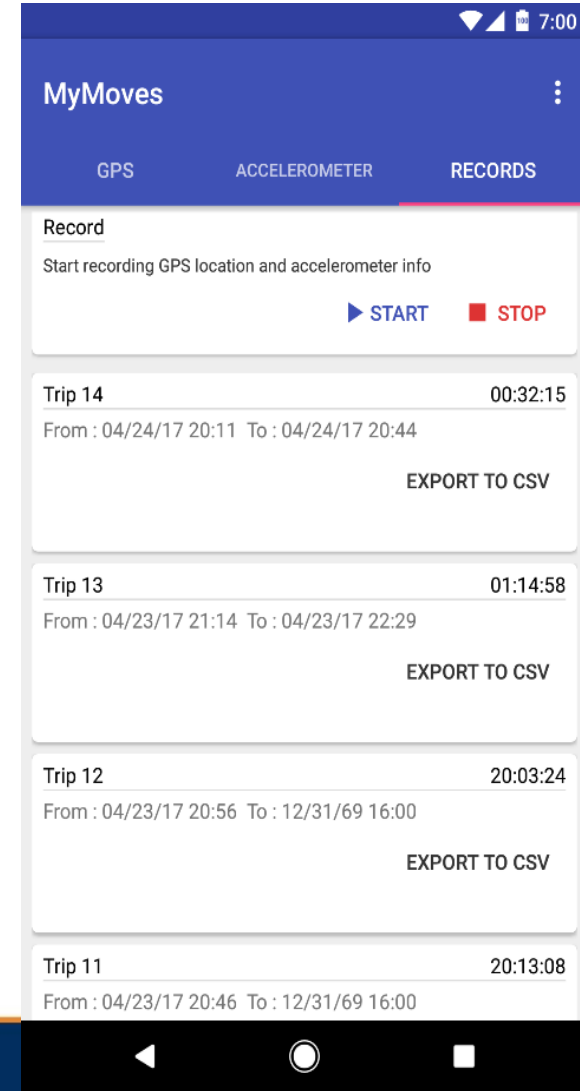 7:00
MyMoves
GPS ACCELEROMETER RECORDS
Record
Start recording GPS location and accelerometer info
START STOP
Trip 14 00:32:15
From : 04/24/17 20:11 To : 04/24/17 20:44
EXPORT TO CSV
Trip 13 01:14:58
From : 04/23/17 21:14 To : 04/23/17 22:29
EXPORT TO CSV
Trip 12 20:03:24
From : 04/23/17 20:56 To : 12/31/69 16:00
EXPORT TO CSV
Trip 11 20:13:08
From : 04/23/17 20:46 To : 12/31/69 16:00